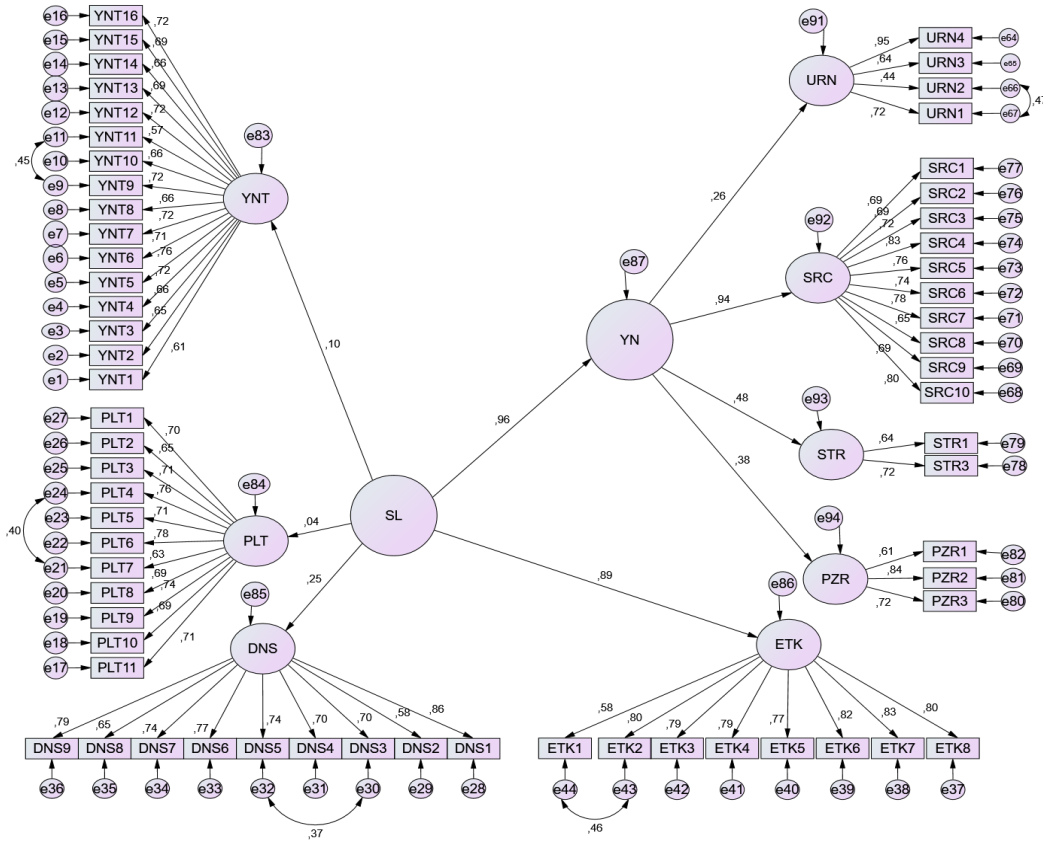 e16 YNT16 ,72
e15 YNT15 ,69
e14 YNT14 ,66
e13 YNT13 ,69
e12 YNT12 ,72
e11 YNT11 ,57
e10 YNT10 ,66
e9 YNT9 ,72
e8 YNT8 ,66
e7 YNT7 ,72
e6 YNT6 ,71
e5 YNT5 ,76
e4 YNT4 ,72
e3 YNT3 ,66
e2 YNT2 ,65
e1 YNT1 ,61
,45
e83
YNT
,10
e27 PLT1 ,70
e26 PLT2 ,65
e25 PLT3 ,71
e24 PLT4 ,76
e23 PLT5 ,71
e22 PLT6 ,78
e21 PLT7 ,63
e20 PLT8 ,69
e19 PLT9 ,74
e18 PLT10 ,69
e17 PLT11 ,71
,40
e84
PLT
,04
SL
,96
,25
,89
e85
DNS
,79 ,65 ,74 ,77 ,74 ,70 ,70 ,58 ,86
DNS9 DNS8 DNS7 DNS6 DNS5 DNS4 DNS3 DNS2 DNS1
e36 e35 e34 e33 e32 e31 e30 e29 e28
,37
e91
URN
,95 URN4 e64
,64 URN3 e65
,44 URN2 e66
,72 URN1 e67
,47
,26
e87
YN
,94
,48
,38
e92
SRC
,69 SRC1 e77
,69 SRC2 e76
,72 SRC3 e75
,83 SRC4 e74
,76 SRC5 e73
,74 SRC6 e72
,78 SRC7 e71
,65 SRC8 e70
,69 SRC9 e69
,80 SRC10 e68
e93
STR
,64 STR1 e79
,72 STR3 e78
e94
PZR
,61 PZR1 e82
,84 PZR2 e81
,72 PZR3 e80
e86
ETK
,58 ,80 ,79 ,79 ,77 ,82 ,83 ,80
ETK1 ETK2 ETK3 ETK4 ETK5 ETK6 ETK7 ETK8
e44 e43 e42 e41 e40 e39 e38 e37
,46